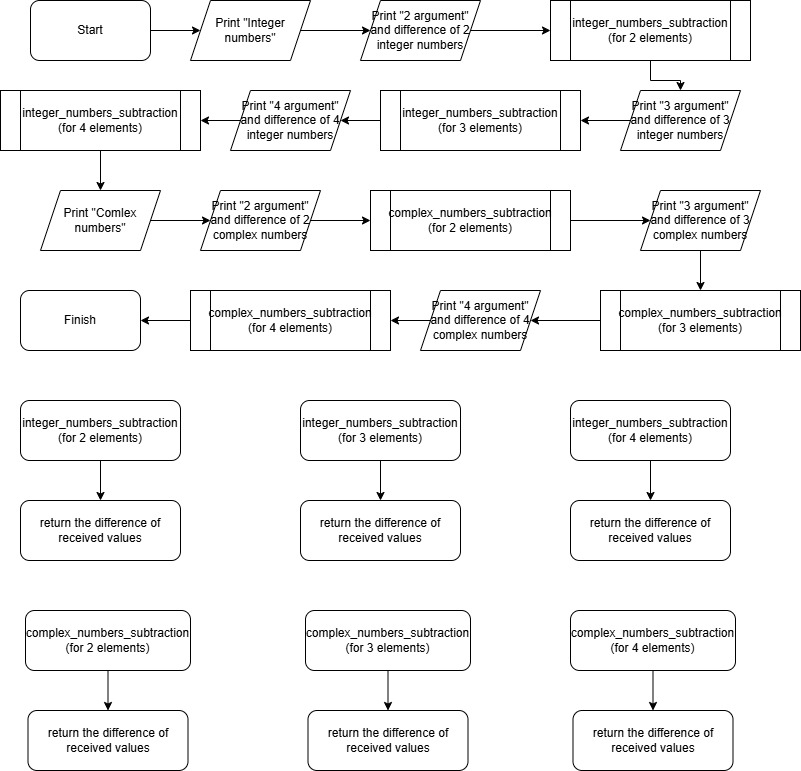 Start
Print "Integer
numbers"
Print "2 argument"
and difference of 2
integer numbers
integer_numbers_subtraction
(for 2 elements)
integer_numbers_subtraction
(for 4 elements)
Print "4 argument"
and difference of 4
integer numbers
integer_numbers_subtraction
(for 3 elements)
Print "3 argument"
and difference of 3
integer numbers
Print "Comlex
numbers"
Print "2 argument"
and difference of 2
complex numbers
complex_numbers_subtraction
(for 2 elements)
Print "3 argument"
and difference of 3
complex numbers
Finish
complex_numbers_subtraction
(for 4 elements)
Print "4 argument"
and difference of 4
complex numbers
complex_numbers_subtraction
(for 3 elements)
integer_numbers_subtraction
(for 2 elements)
integer_numbers_subtraction
(for 3 elements)
integer_numbers_subtraction
(for 4 elements)
return the difference of
received values
return the difference of
received values
return the difference of
received values
complex_numbers_subtraction
(for 2 elements)
complex_numbers_subtraction
(for 3 elements)
complex_numbers_subtraction
(for 4 elements)
return the difference of
received values
return the difference of
received values
return the difference of
received values